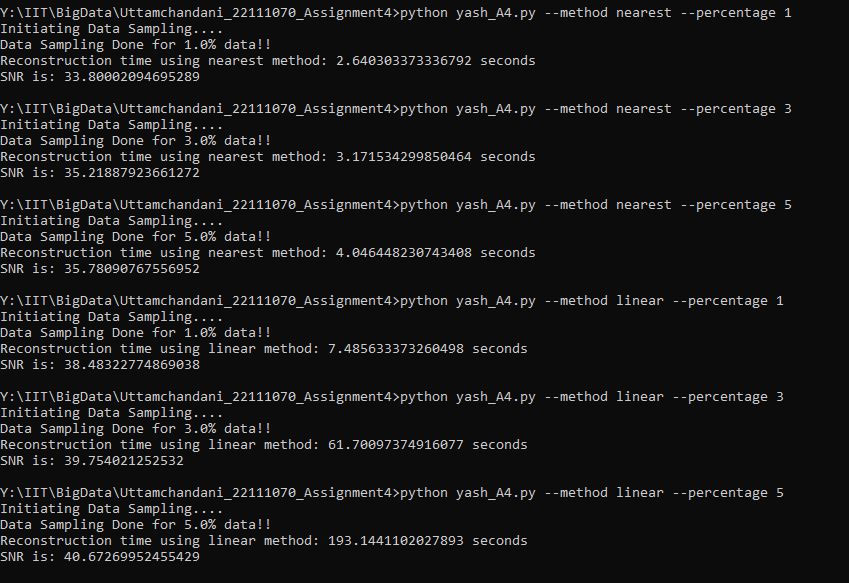 Y:\IIT\BigData\Uttamchandani_22111070_Assignment4>python yash_A4.py --method nearest --percentage 1
Initiating Data Sampling....
Data Sampling Done for 1.0% data!!
Reconstruction time using nearest method: 2.640303373336792 seconds
SNR is: 33.80002094695289
Y:\IIT\BigData\Uttamchandani_22111070_Assignment4>python yash_A4.py --method nearest --percentage 3
Initiating Data Sampling....
Data Sampling Done for 3.0% data!!
Reconstruction time using nearest method: 3.171534299850464 seconds
SNR is: 35.21887923661272
Y:\IIT\BigData\Uttamchandani_22111070_Assignment4>python yash_A4.py --method nearest --percentage 5
Initiating Data Sampling....
Data Sampling Done for 5.0% data!!
Reconstruction time using nearest method: 4.046448230743408 seconds
SNR is: 35.78090767556952
Y:\IIT\BigData\Uttamchandani_22111070_Assignment4>python yash_A4.py --method linear --percentage 1
Initiating Data Sampling....
Data Sampling Done for 1.0% data!!
Reconstruction time using linear method: 7.485633373260498 seconds
SNR is: 38.48322774869038
Y:\IIT\BigData\Uttamchandani_22111070_Assignment4>python yash_A4.py --method linear --percentage 3
Initiating Data Sampling....
Data Sampling Done for 3.0% data!!
Reconstruction time using linear method: 61.70097374916077 seconds
SNR is: 39.754021252532
Y:\IIT\BigData\Uttamchandani_22111070_Assignment4>python yash_A4.py --method linear --percentage 5
Initiating Data Sampling....
Data Sampling Done for 5.0% data!!
Reconstruction time using linear method: 193.1441102027893 seconds
SNR is: 40.67269952455429